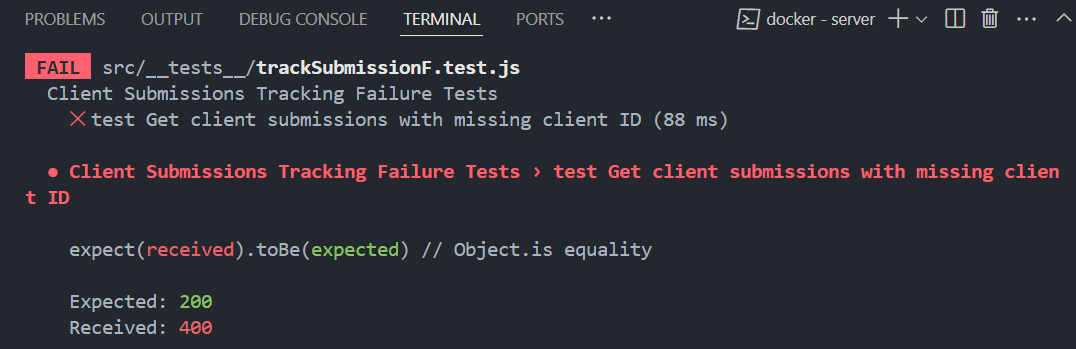 PROBLEMS OUTPUT DEBUG CONSOLE TERMINAL PORTS ··· docker - server ···
FAIL src/__tests__/trackSubmissionF.test.js
Client Submissions Tracking Failure Tests
✕ test Get client submissions with missing client ID (88 ms)
● Client Submissions Tracking Failure Tests › test Get client submissions with missing clien
t ID
expect(received).toBe(expected) // Object.is equality
Expected: 200
Received: 400